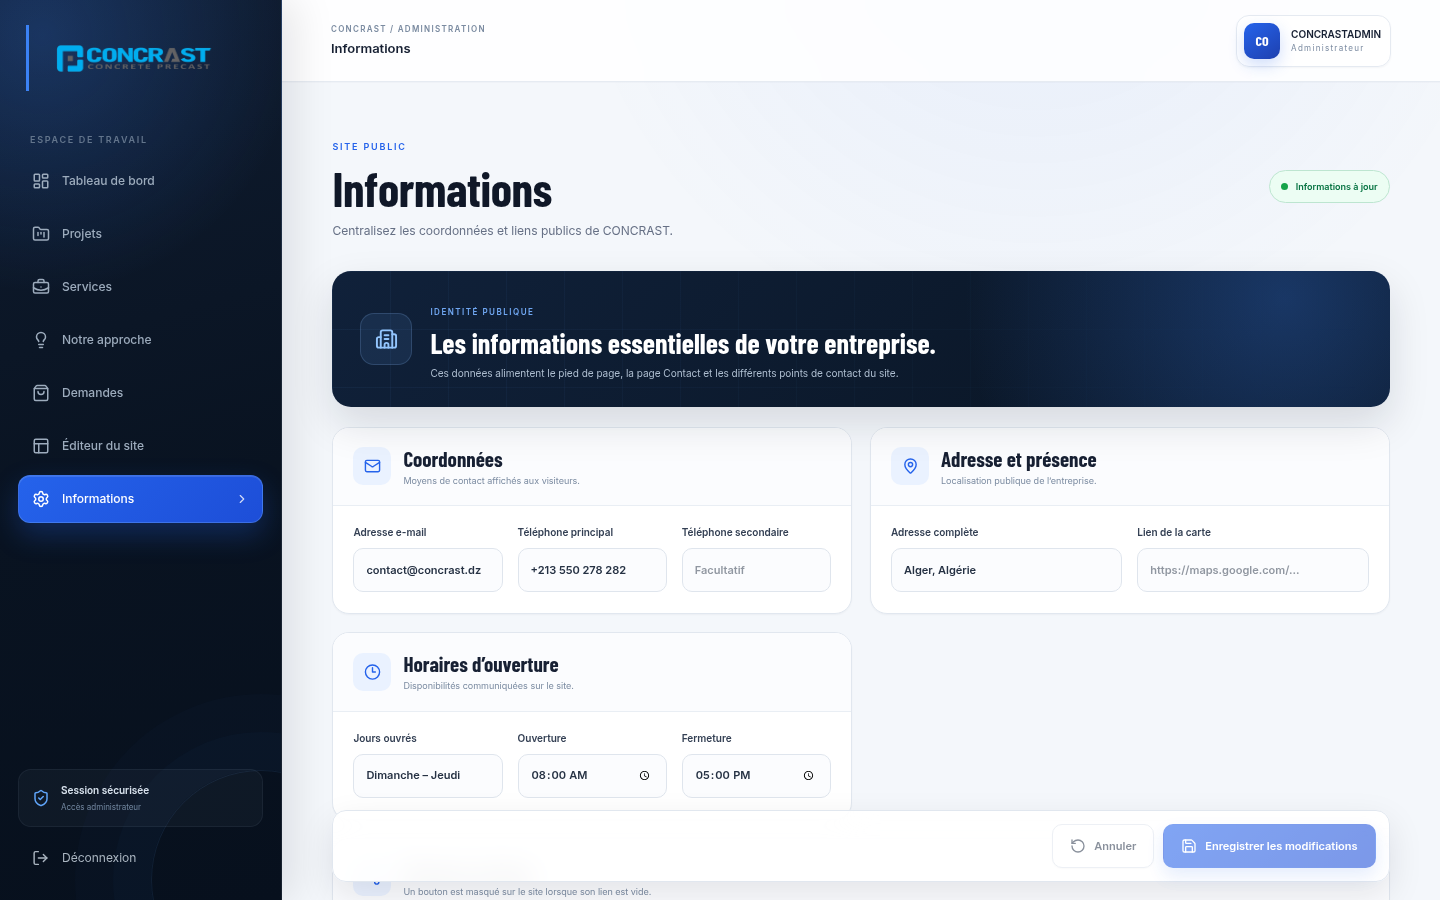 CONCRAST
CONCRETE PRECAST
ESPACE DE TRAVAIL
Tableau de bord
Projets
Services
Notre approche
Demandes
Éditeur du site
Informations
Session sécurisée
Accès administrateur
Déconnexion
CONCRAST / ADMINISTRATION
Informations
CO
CONCRASTADMIN
Administrateur
SITE PUBLIC
Informations
Centralisez les coordonnées et liens publics de CONCRAST.
Informations à jour
IDENTITÉ PUBLIQUE
Les informations essentielles de votre entreprise.
Ces données alimentent le pied de page, la page Contact et les différents points de contact du site.
Coordonnées
Moyens de contact affichés aux visiteurs.
Adresse e-mail
Téléphone principal
Téléphone secondaire
contact@concrast.dz
+213 550 278 282
Facultatif
Adresse et présence
Localisation publique de l’entreprise.
Adresse complète
Lien de la carte
Alger, Algérie
https://maps.google.com/...
Horaires d’ouverture
Disponibilités communiquées sur le site.
Jours ouvrés
Ouverture
Fermeture
Dimanche – Jeudi
08:00 AM
05:00 PM
Annuler
Enregistrer les modifications
Un bouton est masqué sur le site lorsque son lien est vide.